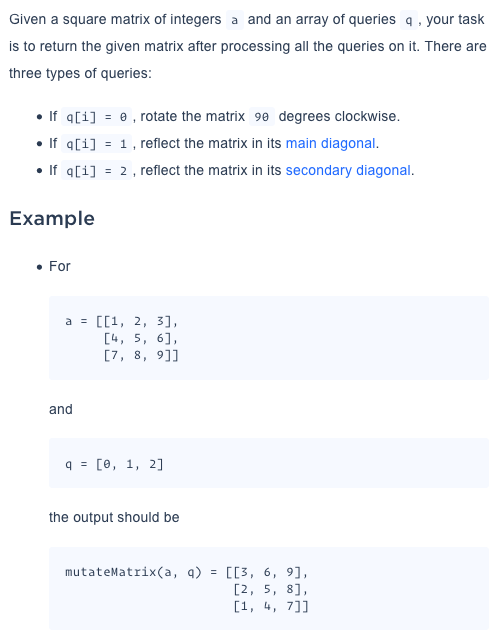 Given a square matrix of integers a and an array of queries q , your task
is to return the given matrix after processing all the queries on it. There are
three types of queries:
• If q[i] = 0 , rotate the matrix 90 degrees clockwise.
• If q[i] = 1 , reflect the matrix in its main diagonal.
• If q[i] = 2 , reflect the matrix in its secondary diagonal.
Example
• For
a = [[1, 2, 3],
     [4, 5, 6],
     [7, 8, 9]]
and
q = [0, 1, 2]
the output should be
mutateMatrix(a, q) = [[3, 6, 9],
                      [2, 5, 8],
                      [1, 4, 7]]